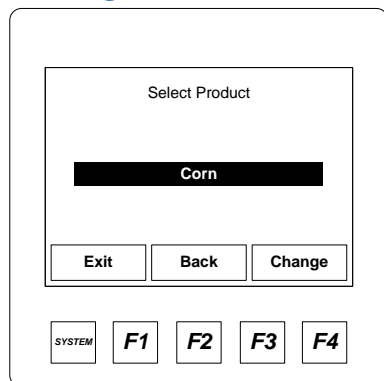 Select Product
Corn
Exit Back Change
SYSTEM F1 F2 F3 F4